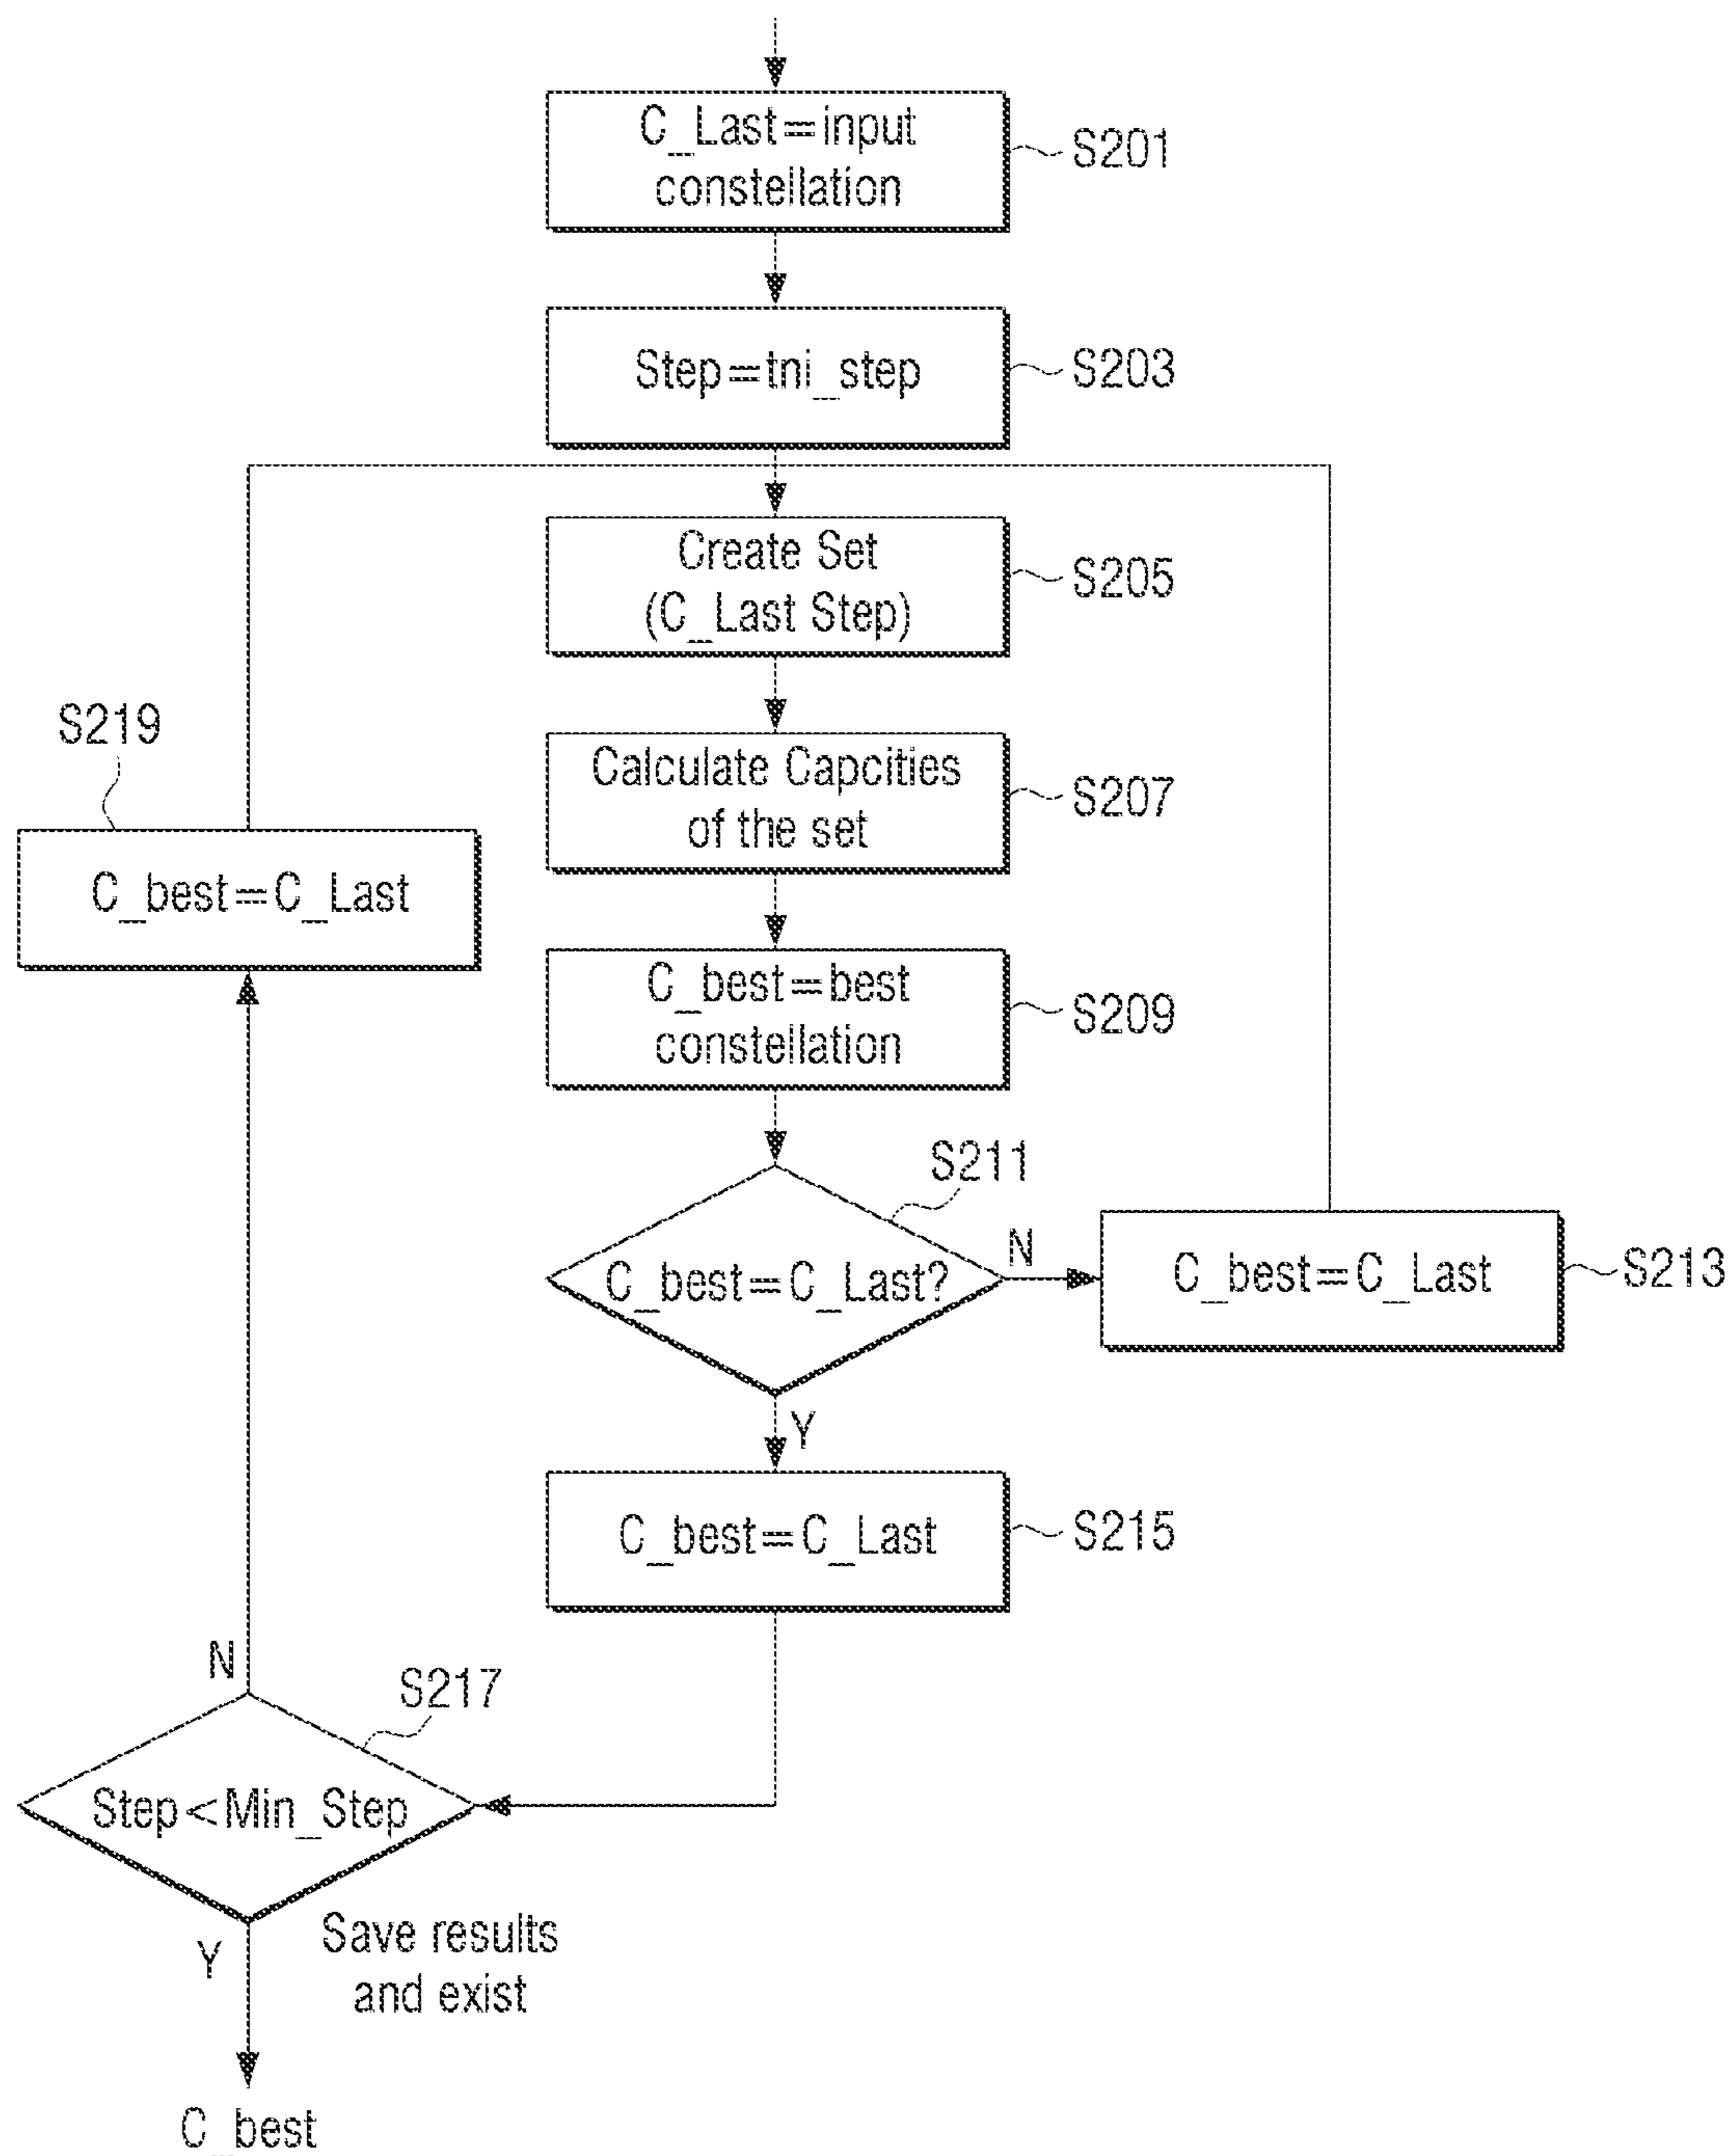 C_Last=input
constellation
S201
Step=tni_step
S203
Create Set
(C_Last Step)
S205
Calculate Capcities
of the set
S207
S219
C_best=C_Last
C_best=best
constellation
S209
S211
C_best=C_Last?
N
C_best=C_Last
S213
Y
C_best=C_Last
S215
N
S217
Step<Min_Step
Y
Save results
and exist
C_best